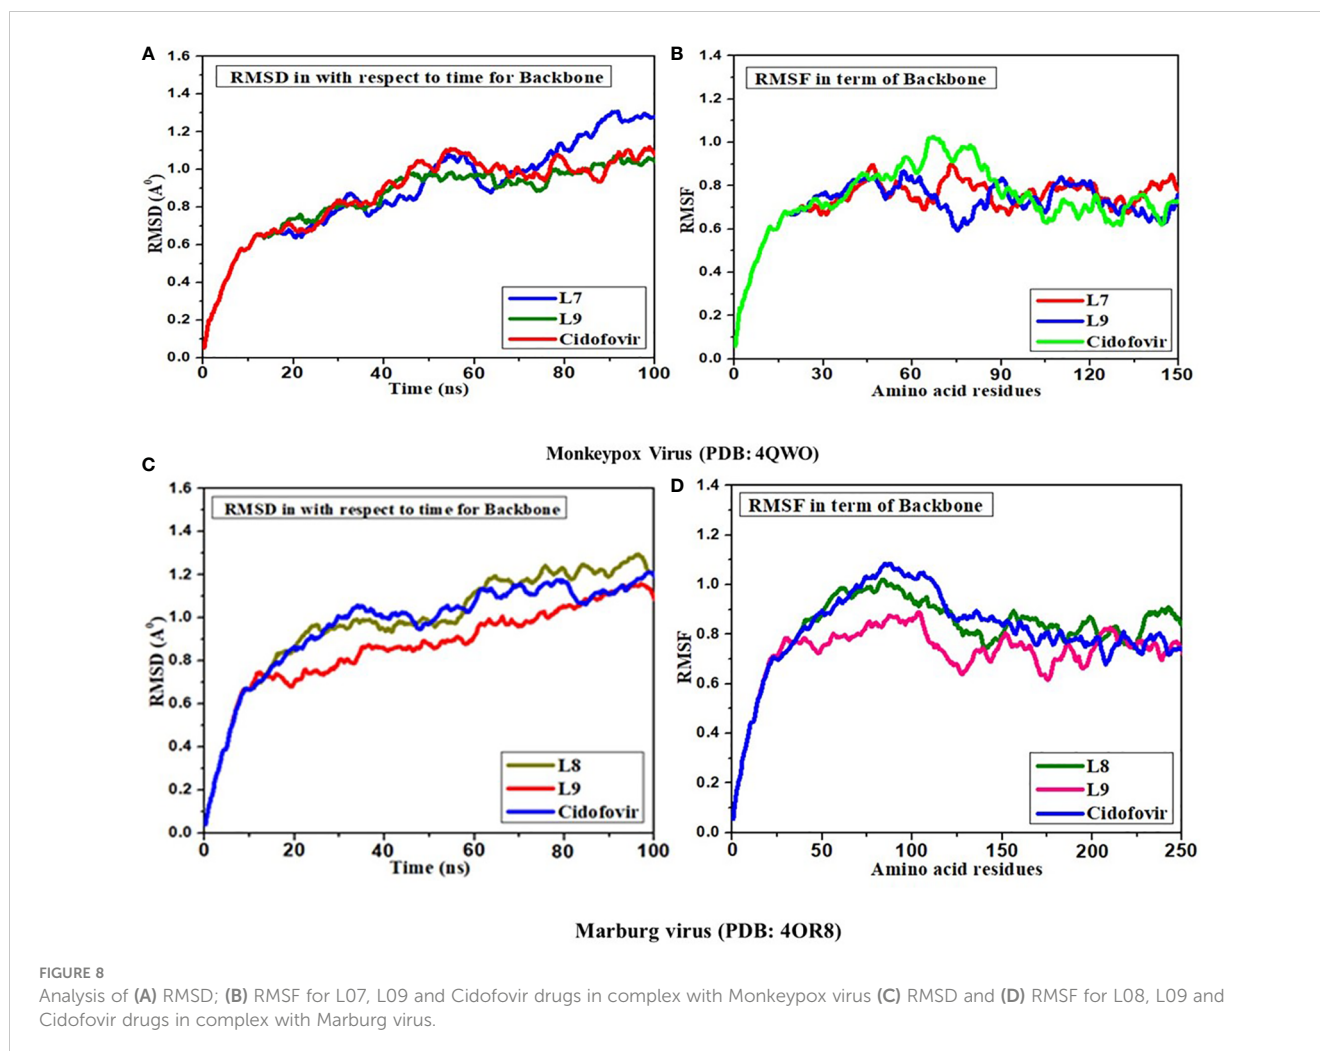 A
1.6
1.4
1.2
1.0
0.8
0.6
0.4
0.2
0.0
RMSD (A⁰)
RMSD in with respect to time for Backbone
L7
L9
Cidofovir
0 20 40 60 80 100
Time (ns)
B
1.4
1.2
1.0
0.8
0.6
0.4
0.2
0.0
RMSF
RMSF in term of Backbone
L7
L9
Cidofovir
0 30 60 90 120 150
Amino acid residues
Monkeypox Virus (PDB: 4QWO)
C
1.6
1.4
1.2
1.0
0.8
0.6
0.4
0.2
0.0
RMSD (A⁰)
RMSD in with respect to time for Backbone
L8
L9
Cidofovir
0 20 40 60 80 100
Time (ns)
D
1.4
1.2
1.0
0.8
0.6
0.4
0.2
0.0
RMSF
RMSF in term of Backbone
L8
L9
Cidofovir
0 50 100 150 200 250
Amino acid residues
Marburg virus (PDB: 4OR8)
FIGURE 8
Analysis of (A) RMSD; (B) RMSF for L07, L09 and Cidofovir drugs in complex with Monkeypox virus (C) RMSD and (D) RMSF for L08, L09 and
Cidofovir drugs in complex with Marburg virus.